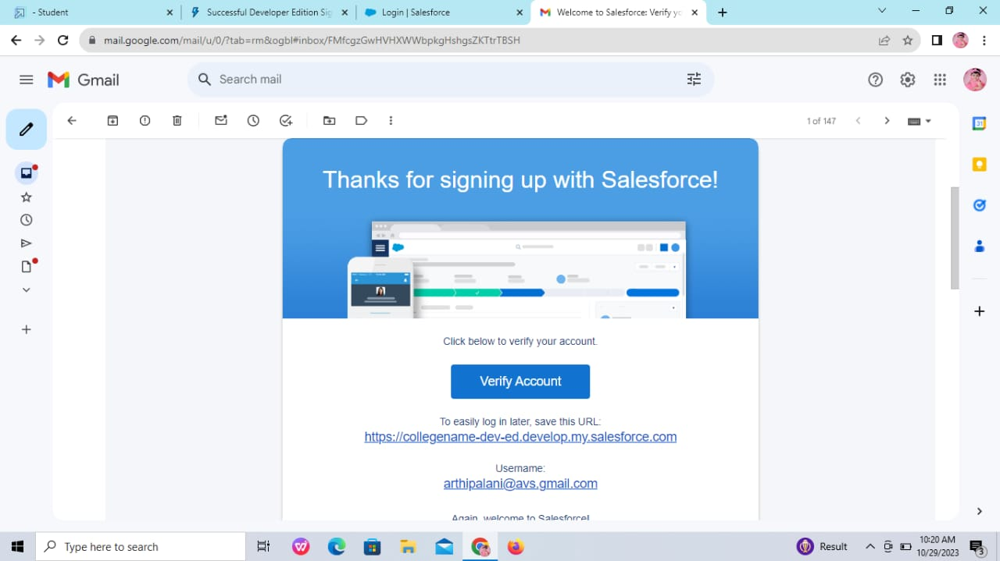 - Student
Successful Developer Edition Sig
Login | Salesforce
Welcome to Salesforce: Verify yo
mail.google.com/mail/u/0/?tab=rm&ogbl#inbox/FMfcgzGwHVHXWWbpkgHshgsZKTtrTBSH
Gmail
Search mail
1 of 147
31
Thanks for signing up with Salesforce!
Click below to verify your account.
Verify Account
To easily log in later, save this URL:
https://collegename-dev-ed.develop.my.salesforce.com
Username:
arthipalani@avs.gmail.com
Again, welcome to Salesforce!
Type here to search
Result
10:20 AM
10/29/2023
3